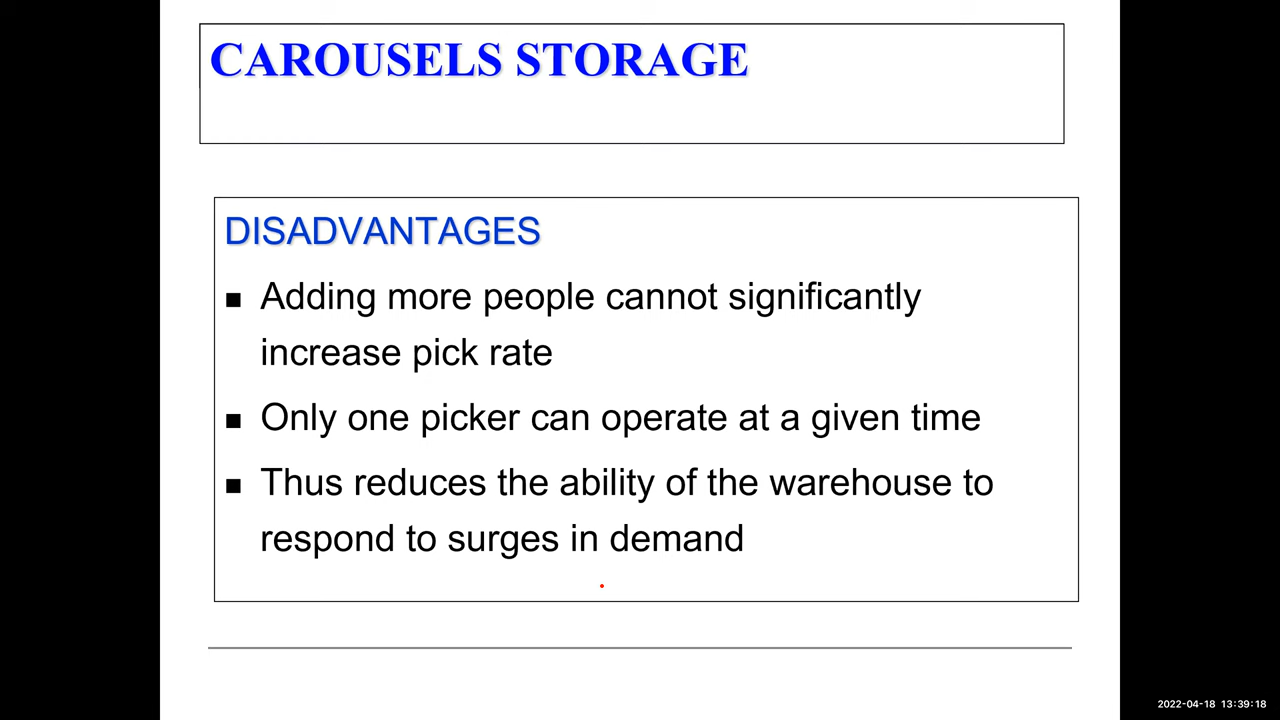 CAROUSELS STORAGE
DISADVANTAGES
■ Adding more people cannot significantly
increase pick rate
■ Only one picker can operate at a given time
■ Thus reduces the ability of the warehouse to
respond to surges in demand
2022-04-18 13:39:18